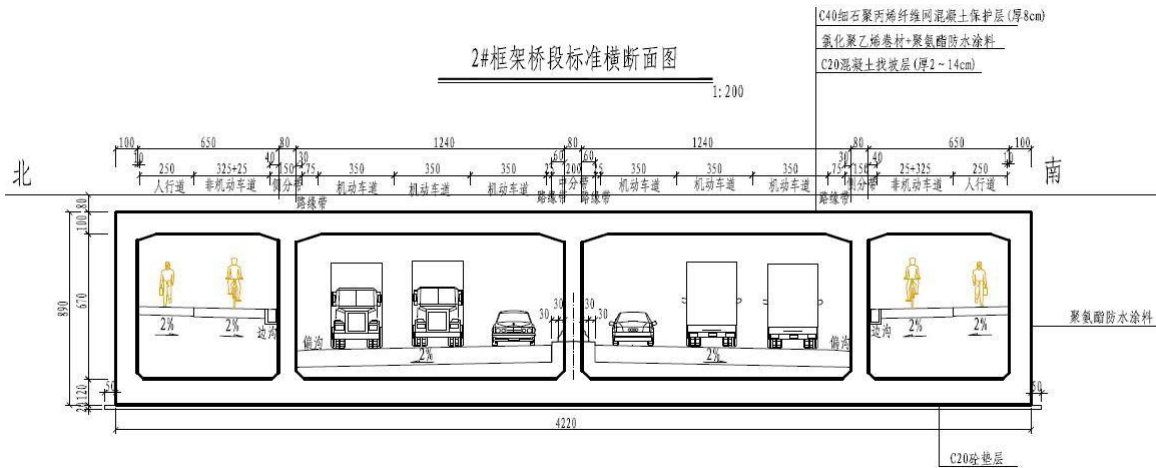 C40细石聚丙烯纤维网混凝土保护层(厚8cm)
氯化聚乙烯卷材+聚氨酯防水涂料
C20混凝土找坡层(厚2~14cm)
2#框架桥段标准横断面图
1:200
100 650 80 1240 80 1240 80 650 100
30 60 60 30
10 250 325+25 40 150 75 350 350 350 200 350 350 350 75 150 40 25+325 250 10
人行道 非机动车道 侧分带 路缘带 机动车道 机动车道 机动车道 路缘带 中分带 路缘带 机动车道 机动车道 机动车道 路缘带 侧分带 非机动车道 人行道
北
南
80
100
670
890
120
20
50
2% 2% 边沟
偏沟 2%
30 30
30 30
2% 偏沟
边沟 2% 2%
聚氨酯防水涂料
50
4220
C20砼垫层